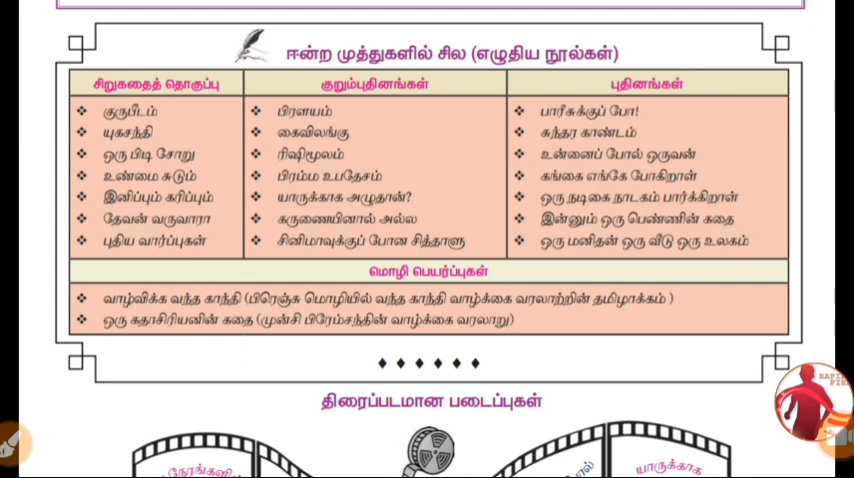 ஈன்ற முத்துகளில் சில (எழுதிய நூல்கள்)
சிறுகதைத் தொகுப்பு
❖ குருபீடம்
❖ யுகசந்தி
❖ ஒரு பிடி சோறு
❖ உண்மை சுடும்
❖ இனிப்பும் கரிப்பும்
❖ தேவன் வருவாரா
❖ புதிய வார்ப்புகள்
குறும்புதினங்கள்
❖ பிரளயம்
❖ கைவிலங்கு
❖ ரிஷிமூலம்
❖ பிரம்ம உபதேசம்
❖ யாருக்காக அழுதான்?
❖ கருணையினால் அல்ல
❖ சினிமாவுக்குப் போன சித்தாளு
புதினங்கள்
❖ பாரீசுக்குப் போ!
❖ சுந்தர காண்டம்
❖ உன்னைப் போல் ஒருவன்
❖ கங்கை எங்கே போகிறாள்
❖ ஒரு நடிகை நாடகம் பார்க்கிறாள்
❖ இன்னும் ஒரு பெண்ணின் கதை
❖ ஒரு மனிதன் ஒரு வீடு ஒரு உலகம்
மொழி பெயர்ப்புகள்
❖ வாழ்விக்க வந்த காந்தி (பிரெஞ்சு மொழியில் வந்த காந்தி வாழ்க்கை வரலாற்றின் தமிழாக்கம் )
❖ ஒரு கதாசிரியனின் கதை (முன்சி பிரேம்சந்தின் வாழ்க்கை வரலாறு)
திரைப்படமான படைப்புகள்
நேரங்களில்
யாருக்காக